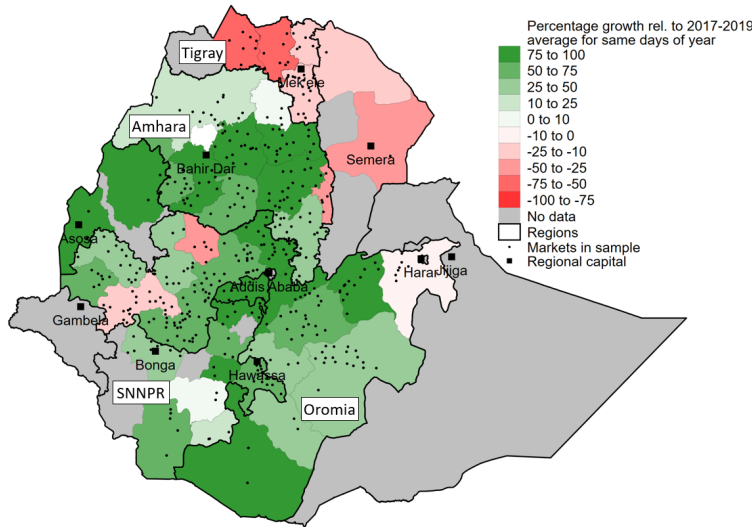 Percentage growth rel. to 2017-2019
average for same days of year
75 to 100
50 to 75
25 to 50
10 to 25
0 to 10
-10 to 0
-25 to -10
-50 to -25
-75 to -50
-100 to -75
No data
Regions
Markets in sample
Regional capital
Tigray
Mek'ele
Amhara
Semera
Bahir Dar
Asosa
Harar
Jijiga
Addis Ababa
Gambela
Bonga
Hawassa
SNNPR
Oromia